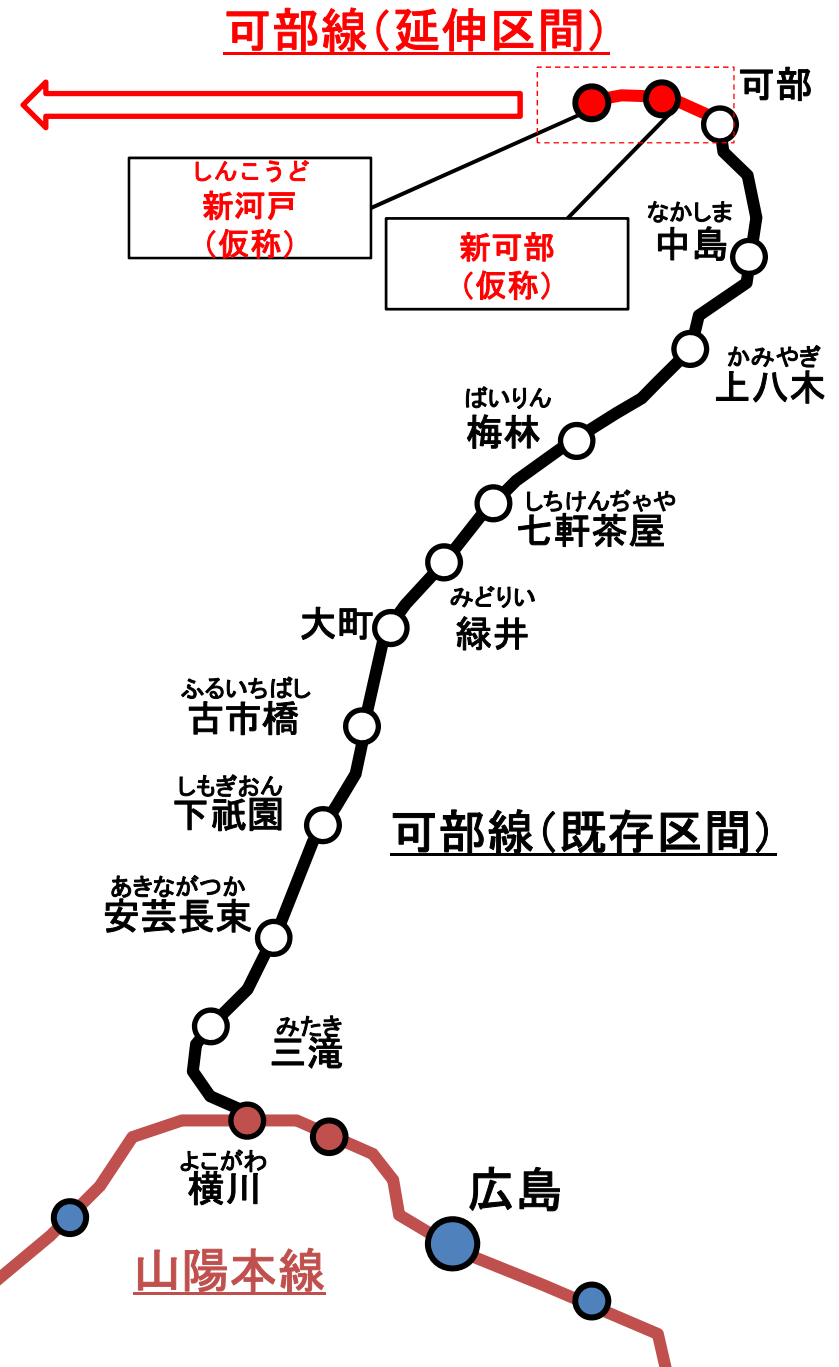 可部線(延伸区間)
可部
しんこうど
新河戸
(仮称)
新可部
(仮称)
なかしま
中島
かみやぎ
上八木
ばいりん
梅林
しちけんぢゃや
七軒茶屋
みどりい
緑井
大町
ふるいちばし
古市橋
しもぎおん
下祇園
可部線(既存区間)
あきながつか
安芸長束
みたき
三滝
よこがわ
横川
広島
山陽本線